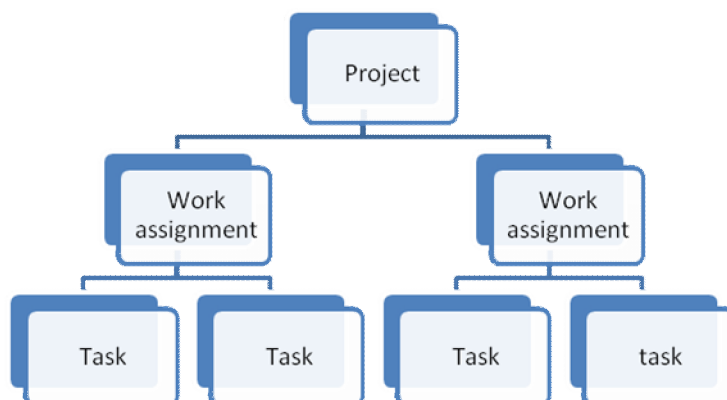 Project
Work
assignment
Work
assignment
Task
Task
Task
task